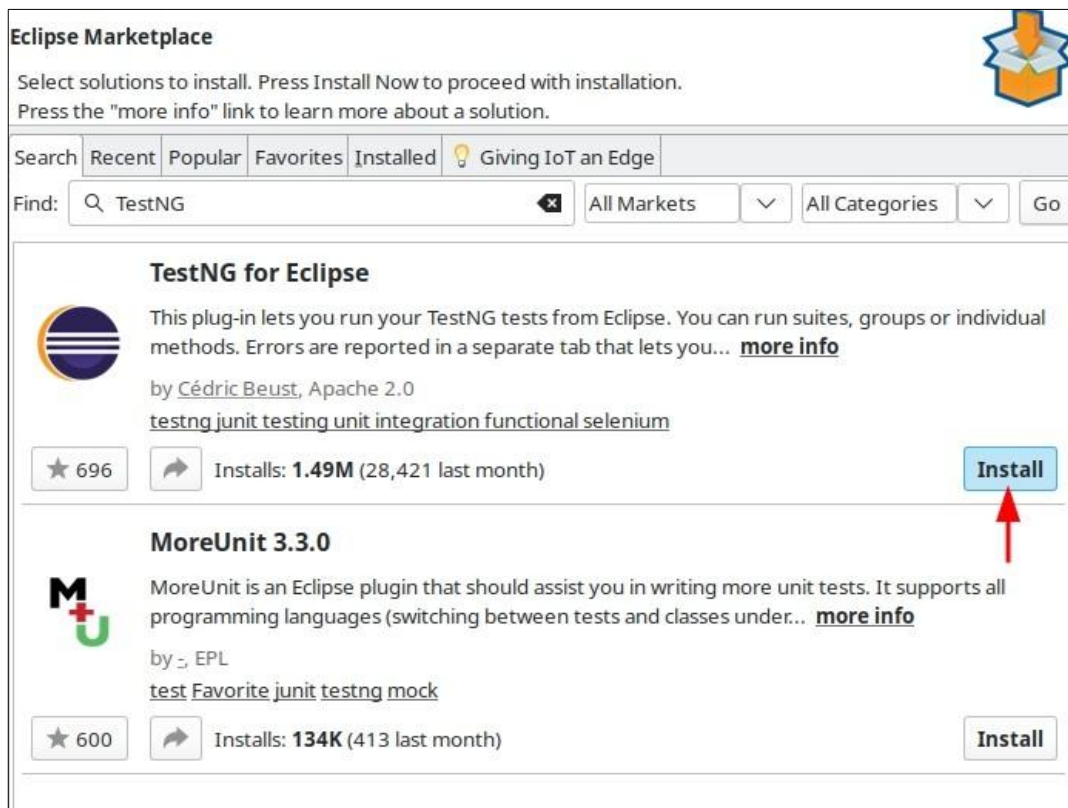 Eclipse Marketplace
Select solutions to install. Press Install Now to proceed with installation.
Press the "more info" link to learn more about a solution.
Search Recent Popular Favorites Installed Giving IoT an Edge
Find: TestNG All Markets All Categories Go
TestNG for Eclipse
This plug-in lets you run your TestNG tests from Eclipse. You can run suites, groups or individual
methods. Errors are reported in a separate tab that lets you... more info
by Cédric Beust, Apache 2.0
testng junit testing unit integration functional selenium
696 Installs: 1.49M (28,421 last month) Install
MoreUnit 3.3.0
MoreUnit is an Eclipse plugin that should assist you in writing more unit tests. It supports all
programming languages (switching between tests and classes under... more info
by -, EPL
test Favorite junit testng mock
600 Installs: 134K (413 last month) Install